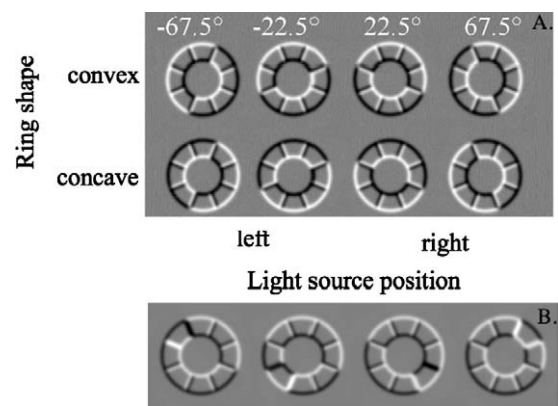 -67.5° -22.5° 22.5° 67.5° A.
Ring shape
convex
concave
left right
Light source position
B.